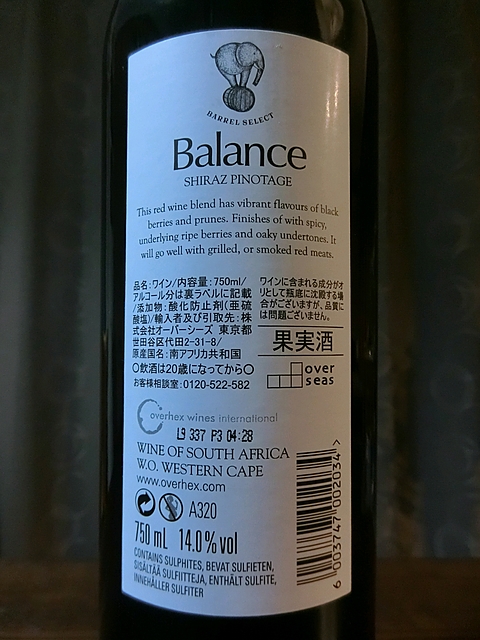 BARREL SELECT
Balance
SHIRAZ PINOTAGE
This red wine blend has vibrant flavours of black
berries and prunes. Finishes of with spicy,
underlying ripe berries and oaky undertones. It
will go well with grilled, or smoked red meats.
品名:ワイン/内容量:750ml/
アルコール分は裏ラベルに記載
/添加物:酸化防止剤(亜硫
酸塩)/輸入者及び引取先:株
式会社オーバーシーズ 東京都
世田谷区代田2-31-8/
原産国名:南アフリカ共和国
○飲酒は20歳になってから○
お客様相談室:0120-522-582
ワインに含まれる成分がオ
リとして瓶底に沈殿する場
合がございますが、品質に
は問題ございません。
果実酒
over
seas
overhex wines international
L9 337 P3 04:28
WINE OF SOUTH AFRICA
W.O. WESTERN CAPE
www.overhex.com
A320
750 mL 14.0%vol
CONTAINS SULPHITES, BEVAT SULFIETEN,
SISÄLTÄÄ SULFIITTEJA, ENTHÄLT SULFITE,
INNEHÅLLER SULFITER
6 003747 002034 >